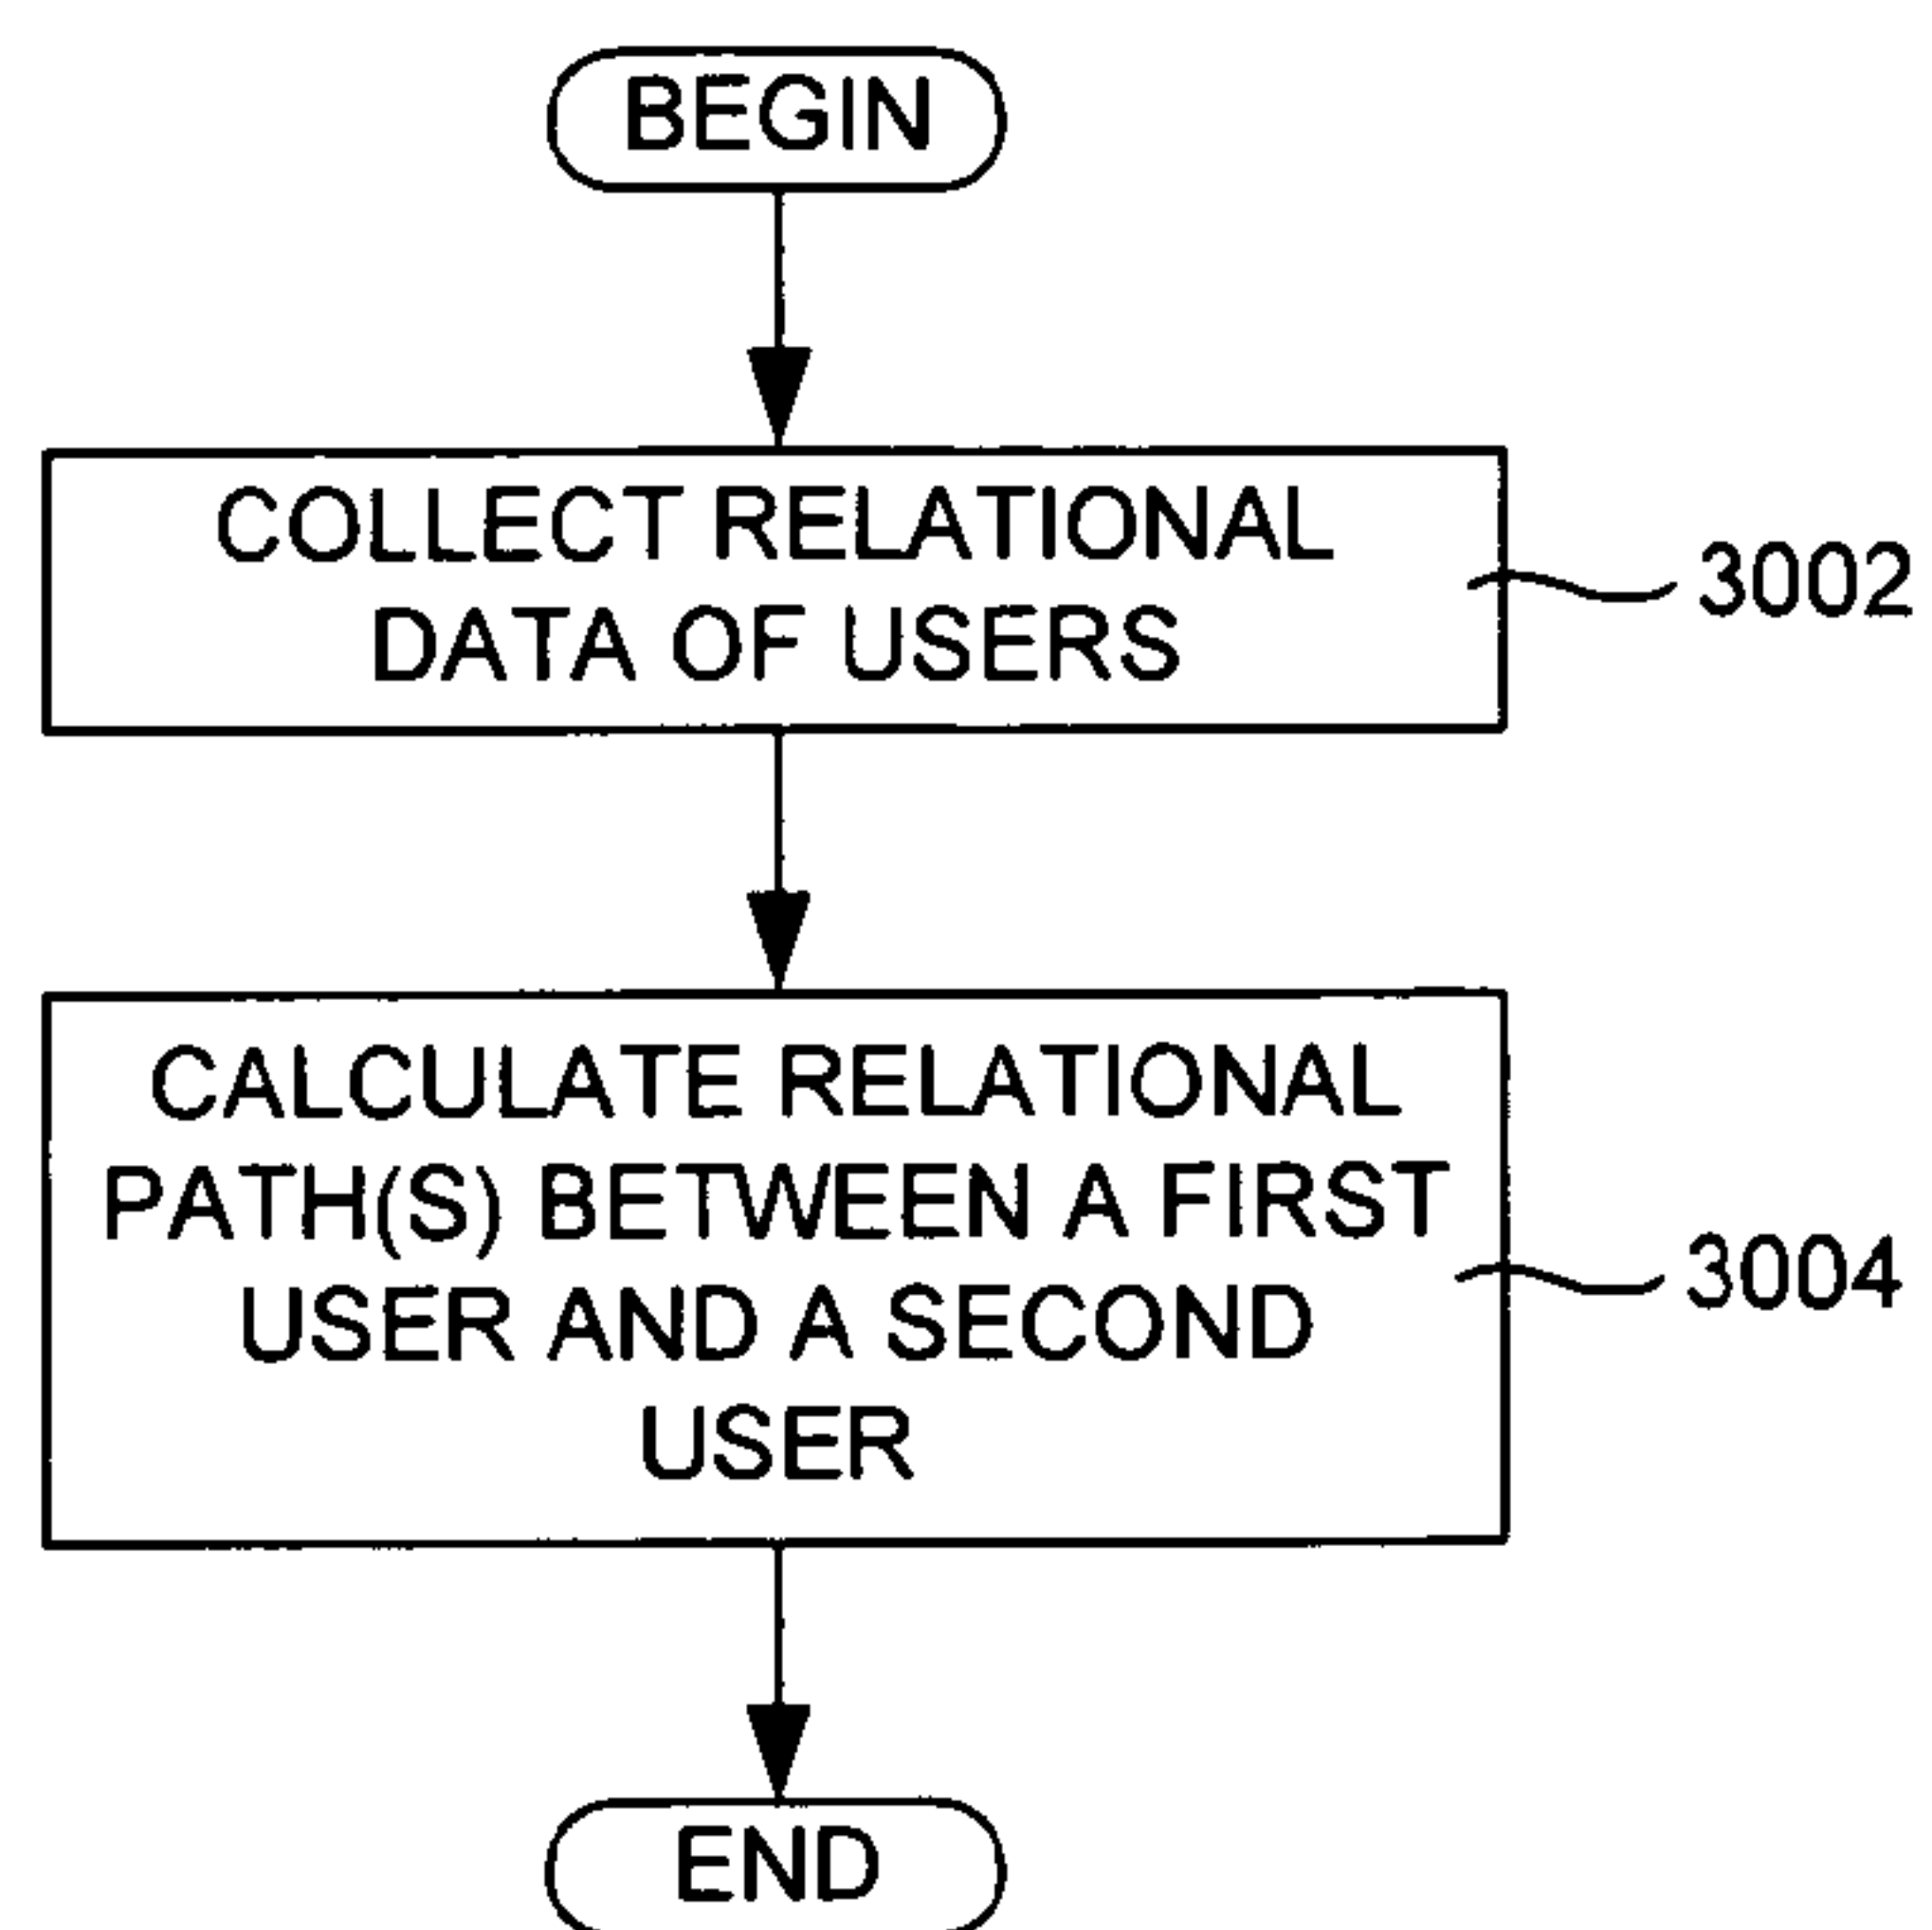 BEGIN
COLLECT RELATIONAL
DATA OF USERS
3002
CALCULATE RELATIONAL
PATH(S) BETWEEN A FIRST
USER AND A SECOND
USER
3004
END